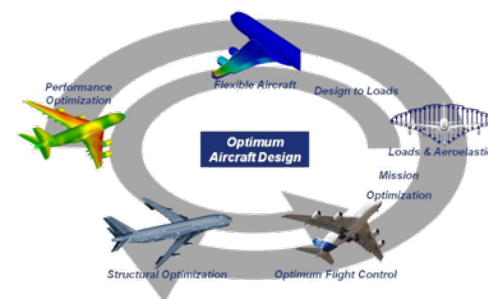 Performance
Optimization
Flexible Aircraft
Design to Loads
Optimum
Aircraft Design
Loads & Aeroelastic
Mission
Optimization
Structural Optimization
Optimum Flight Control